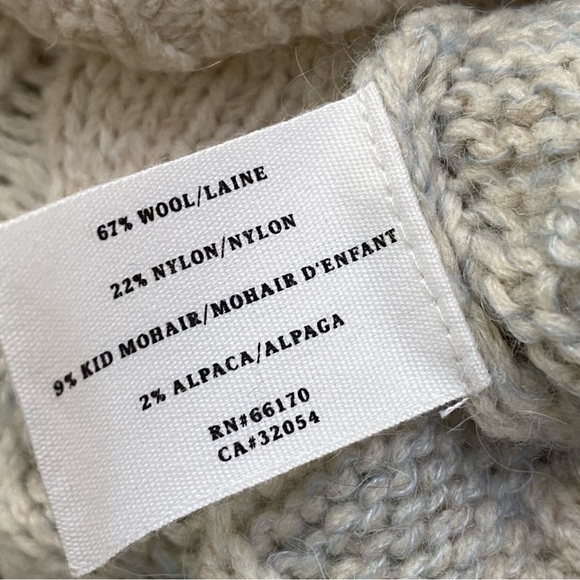 67% WOOL/LAINE
22% NYLON/NYLON
9% KID MOHAIR/MOHAIR D'ENFANT
2% ALPACA/ALPAGA
RN#66170
CA#32054